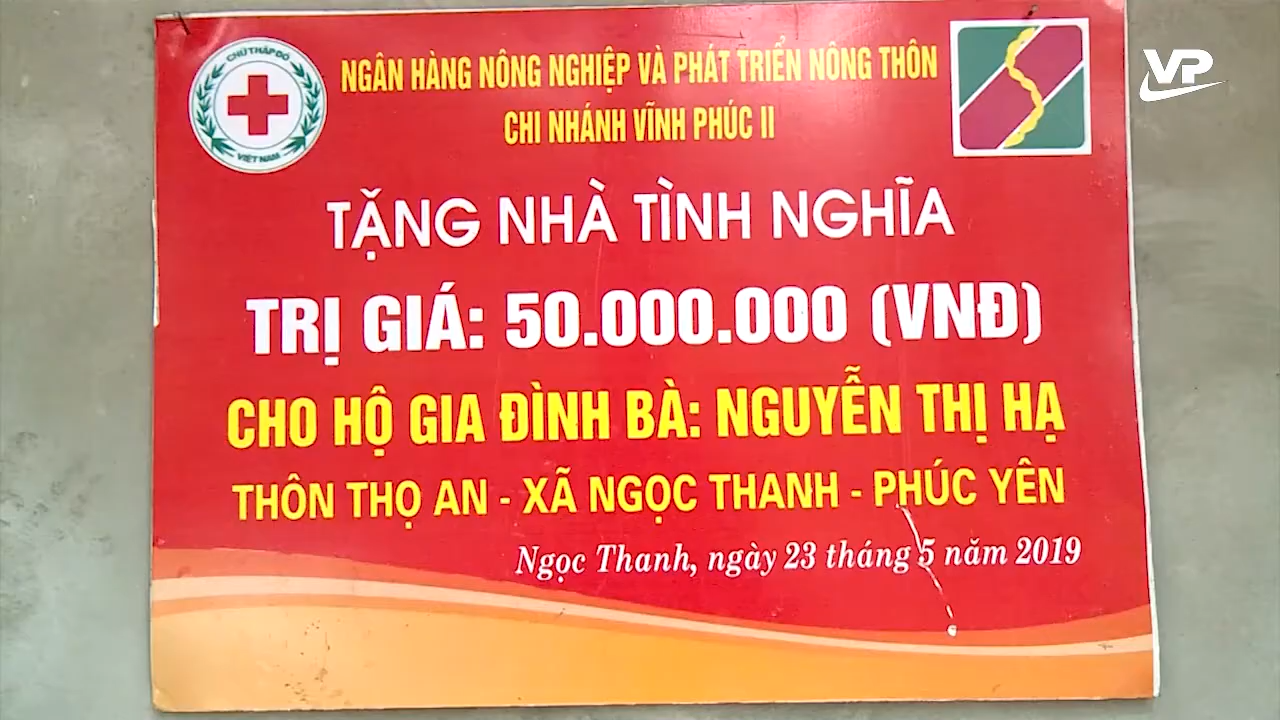 CHỮ THẬP ĐỎ
VIỆT NAM
NGÂN HÀNG NÔNG NGHIỆP VÀ PHÁT TRIỂN NÔNG THÔN
CHI NHÁNH VĨNH PHÚC II
VP
TẶNG NHÀ TÌNH NGHĨA
TRỊ GIÁ: 50.000.000 (VNĐ)
CHO HỘ GIA ĐÌNH BÀ: NGUYỄN THỊ HẠ
THÔN THỌ AN - XÃ NGỌC THANH - PHÚC YÊN
Ngọc Thanh, ngày 23 tháng 5 năm 2019